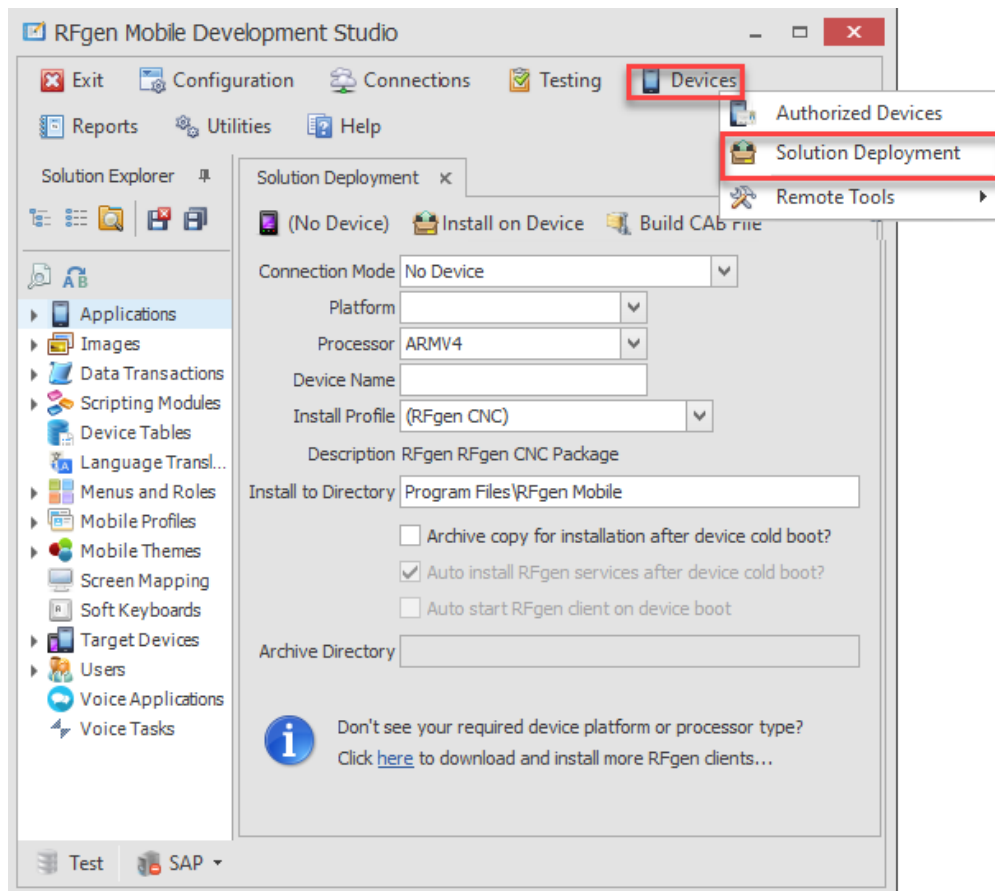 RFgen Mobile Development Studio
Exit Configuration Connections Testing Devices
Reports Utilities Help
Authorized Devices
Solution Deployment
Remote Tools
Solution Explorer
Solution Deployment
(No Device) Install on Device Build CAB File
Connection Mode No Device
Platform
Processor ARMV4
Device Name
Install Profile (RFgen CNC)
Description RFgen RFgen CNC Package
Install to Directory Program Files\RFgen Mobile
Archive copy for installation after device cold boot?
Auto install RFgen services after device cold boot?
Auto start RFgen client on device boot
Archive Directory
Don't see your required device platform or processor type?
Click here to download and install more RFgen clients...
Applications
Images
Data Transactions
Scripting Modules
Device Tables
Language Transl...
Menus and Roles
Mobile Profiles
Mobile Themes
Screen Mapping
Soft Keyboards
Target Devices
Users
Voice Applications
Voice Tasks
Test SAP